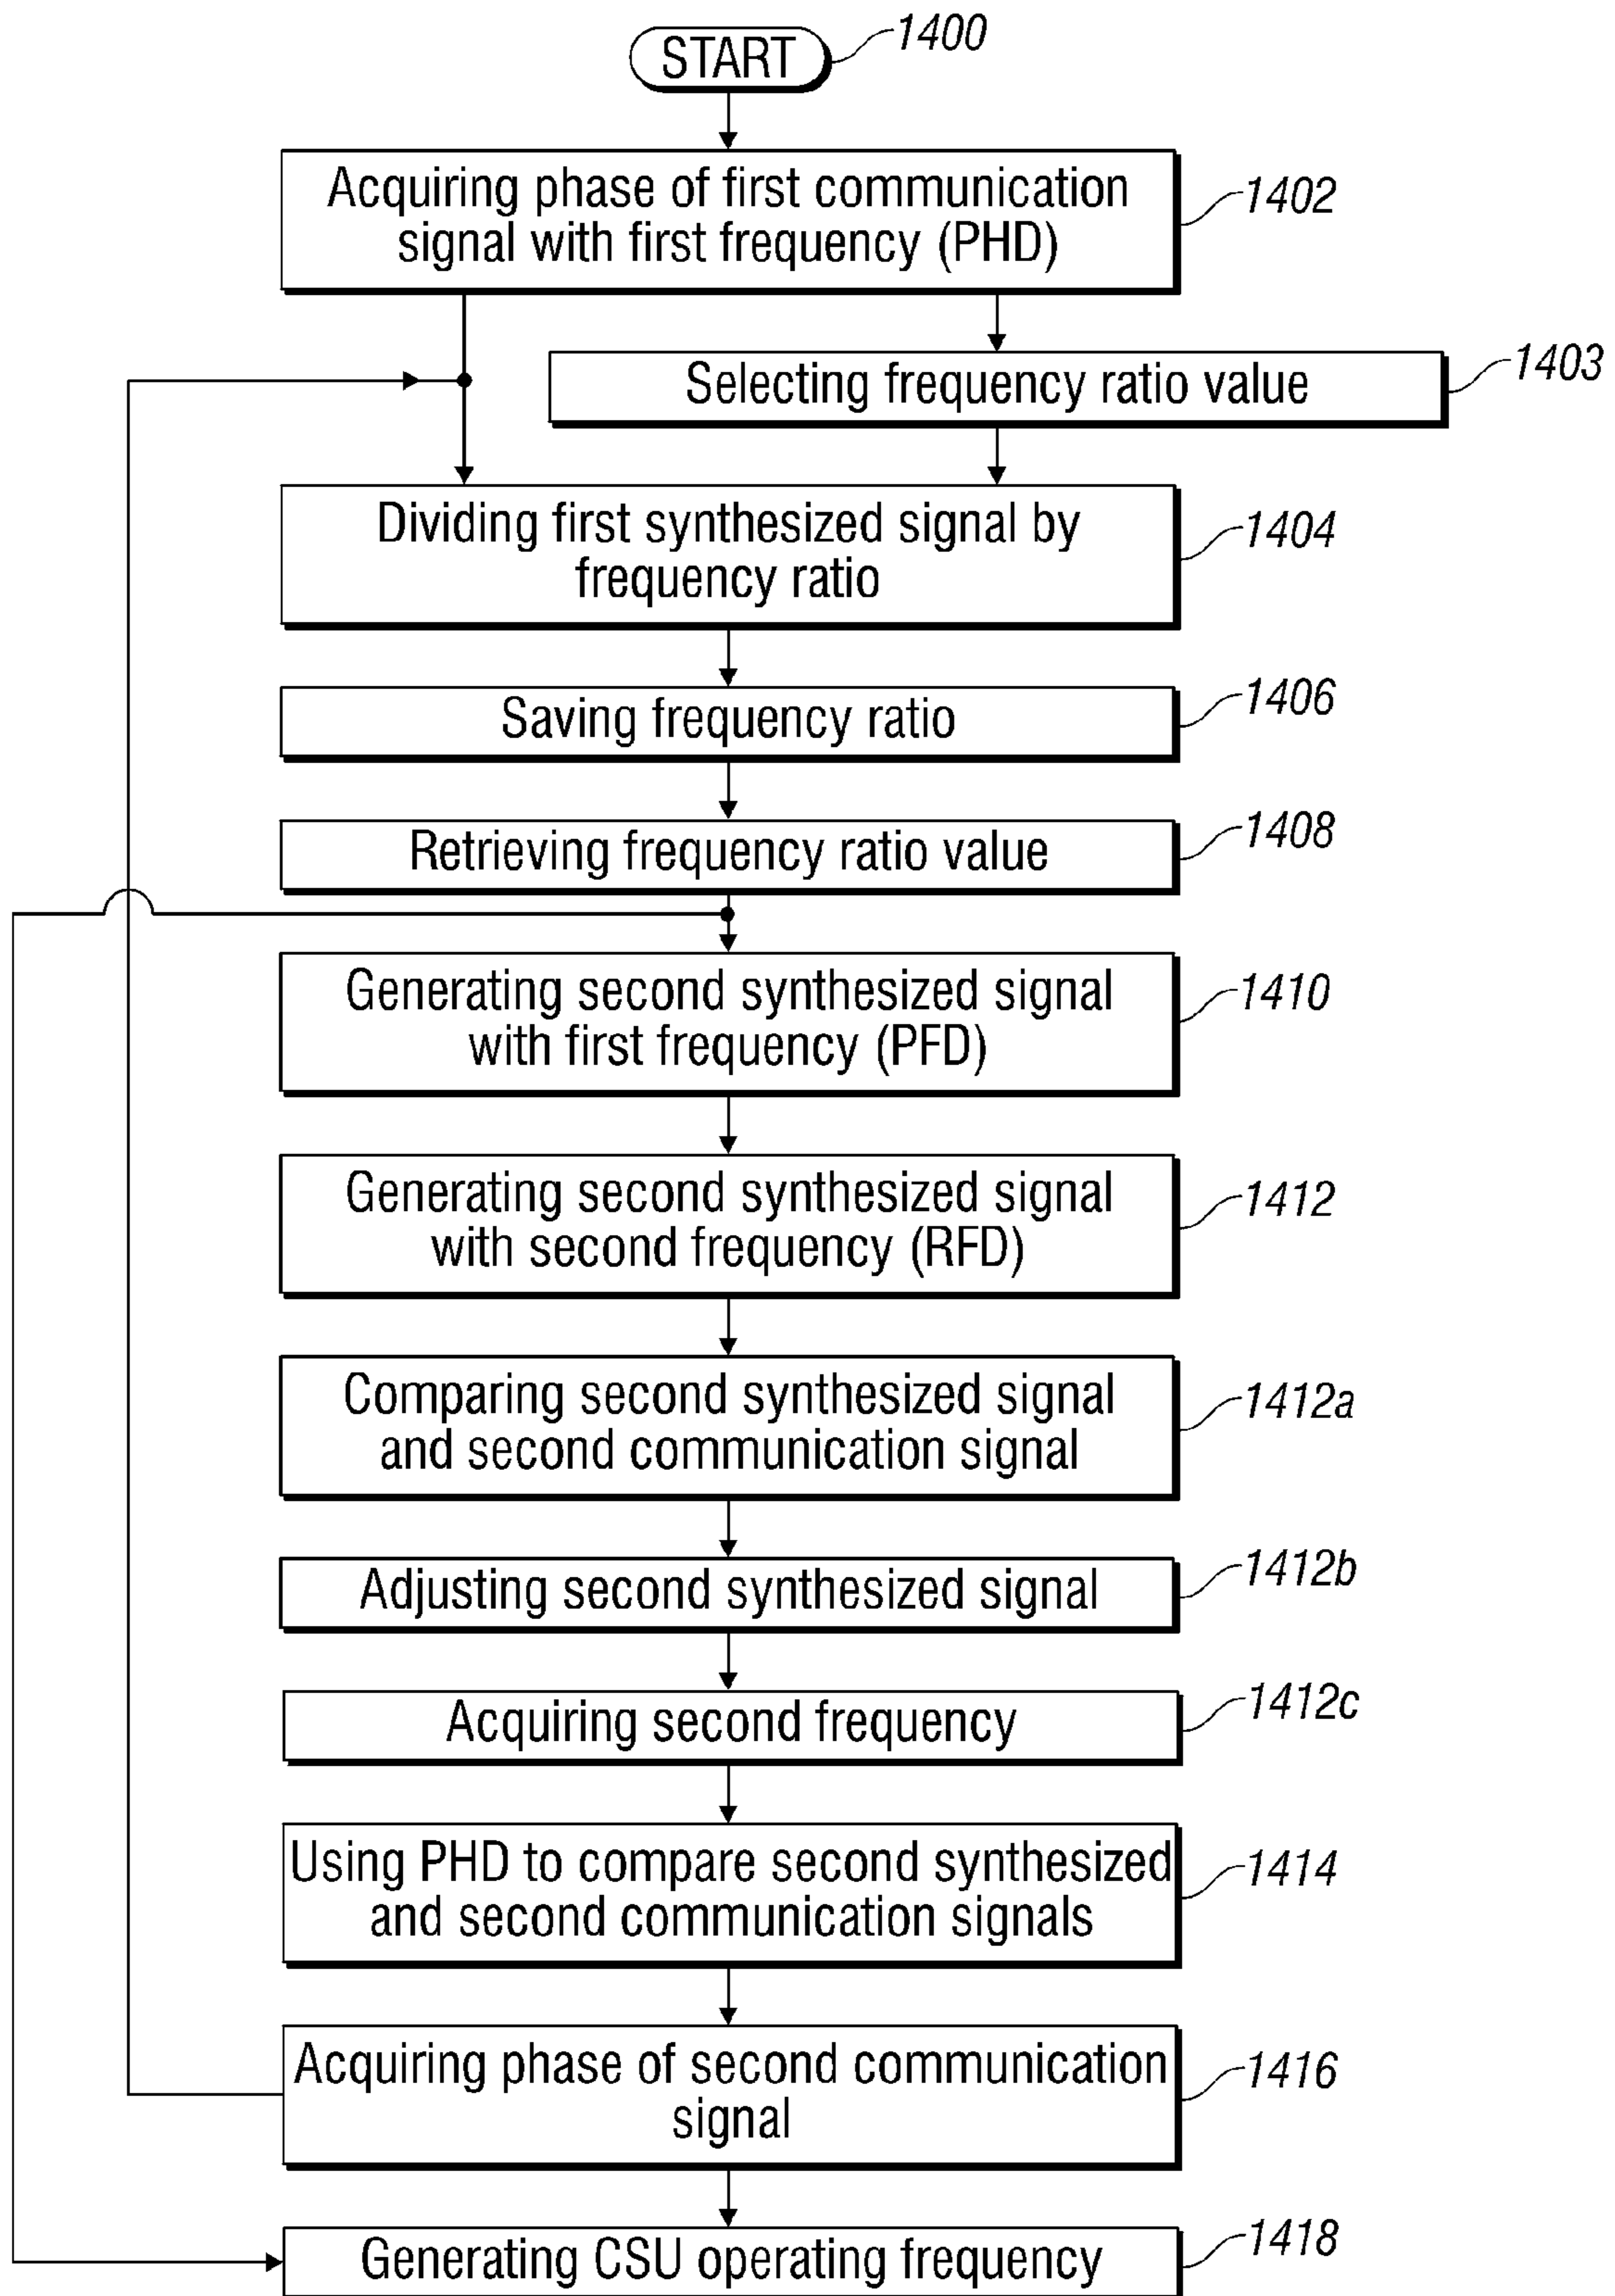 START
1400
Acquiring phase of first communication
signal with first frequency (PHD)
1402
Selecting frequency ratio value
1403
Dividing first synthesized signal by
frequency ratio
1404
Saving frequency ratio
1406
Retrieving frequency ratio value
1408
Generating second synthesized signal
with first frequency (PFD)
1410
Generating second synthesized signal
with second frequency (RFD)
1412
Comparing second synthesized signal
and second communication signal
1412a
Adjusting second synthesized signal
1412b
Acquiring second frequency
1412c
Using PHD to compare second synthesized
and second communication signals
1414
Acquiring phase of second communication
signal
1416
Generating CSU operating frequency
1418